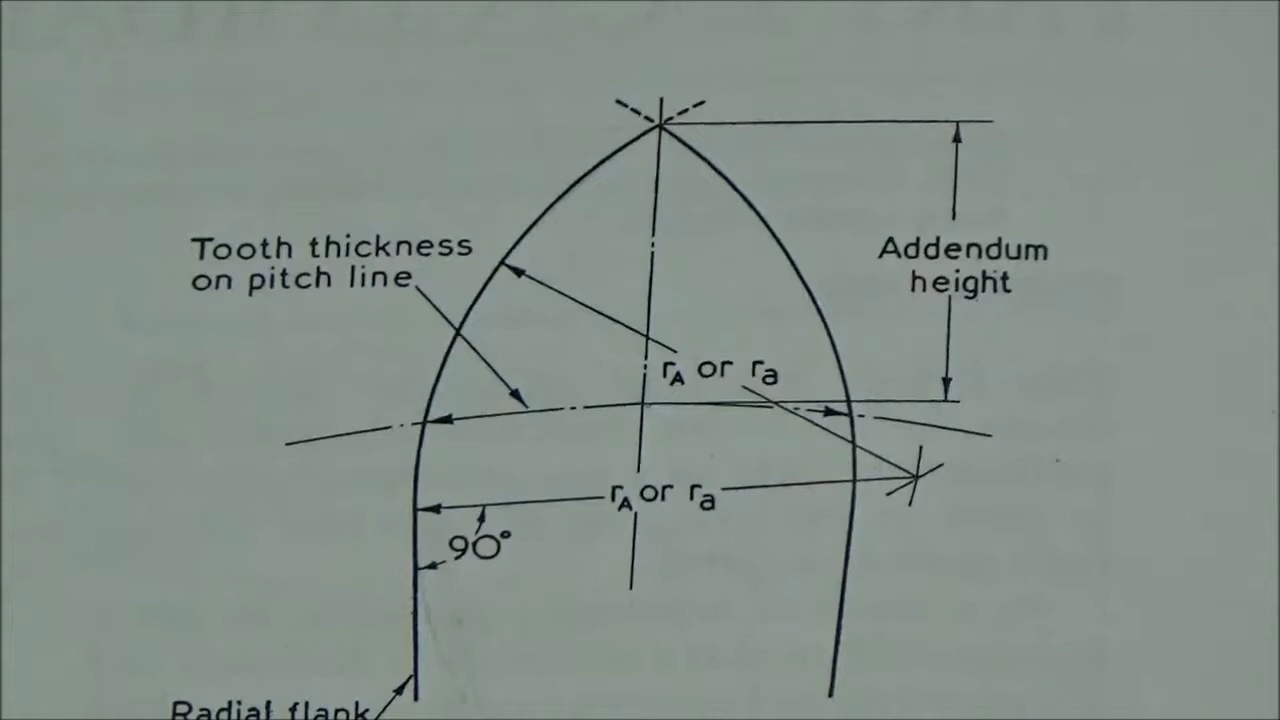 Tooth thickness
on pitch line
Addendum
height
rA or ra
rA or ra
90°
Radial flank